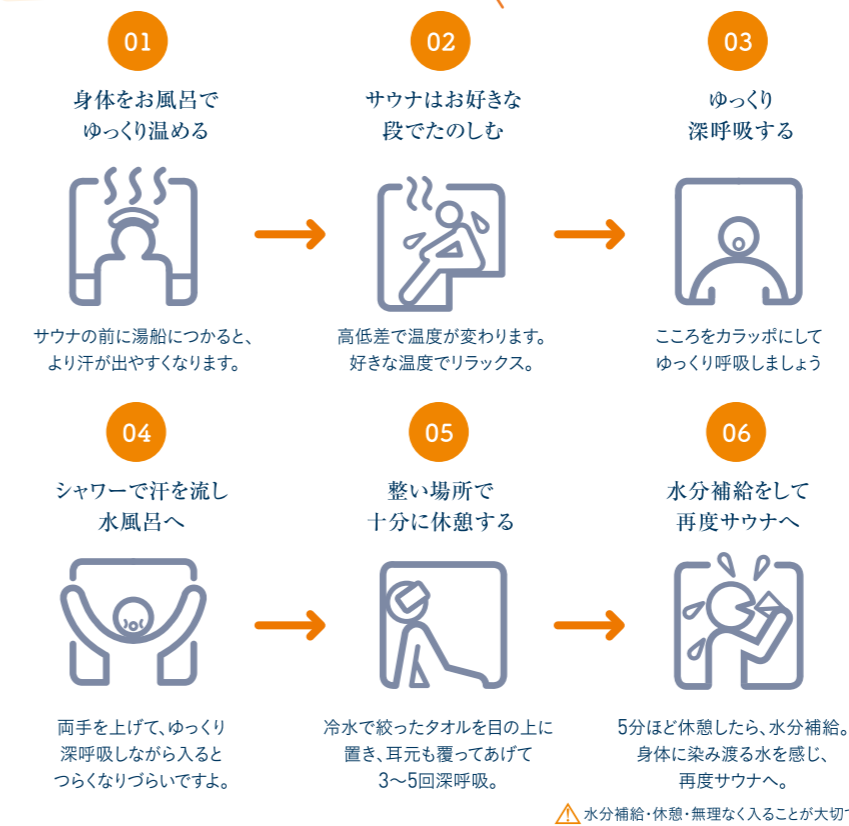 01
身体をお風呂で
ゆっくり温める
サウナの前に湯船につかると、
より汗が出やすくなります。
02
サウナはお好きな
段でたのしむ
高低差で温度が変わります。
好きな温度でリラックス。
03
ゆっくり
深呼吸する
こころをカラッポにして
ゆっくり呼吸しましょう
04
シャワーで汗を流し
水風呂へ
両手を上げて、ゆっくり
深呼吸しながら入ると
つらくなりづらいですよ。
05
整い場所で
十分に休憩する
冷水で絞ったタオルを目の上に
置き、耳元も覆ってあげて
3〜5回深呼吸。
06
水分補給をして
再度サウナへ
5分ほど休憩したら、水分補給。
身体に染み渡る水を感じ、
再度サウナへ。
水分補給・休憩・無理なく入ることが大切